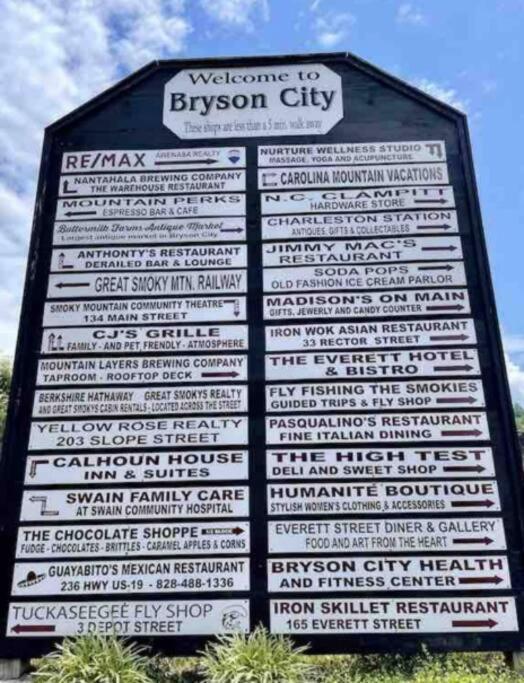 Welcome to
Bryson City
These shops are less than a 5 min. walk away
RE/MAX ARENASA REALTY
NANTAHALA BREWING COMPANY
THE WAREHOUSE RESTAURANT
MOUNTAIN PERKS
ESPRESSO BAR & CAFE
Buttermilk Farms Antique Market
Largest antique market in Bryson City
ANTHONTY'S RESTAURANT
DERAILED BAR & LOUNGE
GREAT SMOKY MTN. RAILWAY
SMOKY MOUNTAIN COMMUNITY THEATRE
134 MAIN STREET
CJ'S GRILLE
FAMILY - AND PET, FRENDLY - ATMOSPHERE
MOUNTAIN LAYERS BREWING COMPANY
TAPROOM - ROOFTOP DECK
BERKSHIRE HATHAWAY GREAT SMOKYS REALTY
AND GREAT SMOKYS CABIN RENTALS - LOCATED ACROSS THE STREET
YELLOW ROSE REALTY
203 SLOPE STREET
CALHOUN HOUSE
INN & SUITES
SWAIN FAMILY CARE
AT SWAIN COMMUNITY HOSPITAL
THE CHOCOLATE SHOPPE
FUDGE - CHOCOLATES - BRITTLES - CARAMEL APPLES & CORNS
GUAYABITO'S MEXICAN RESTAURANT
236 HWY US-19 - 828-488-1336
TUCKASEEGEE FLY SHOP
3 DEPOT STREET
NURTURE WELLNESS STUDIO
MASSAGE, YOGA AND ACUPUNCTURE
CAROLINA MOUNTAIN VACATIONS
N.C. CLAMPITT
HARDWARE STORE
CHARLESTON STATION
ANTIQUES, GIFTS & COLLECTABLES
JIMMY MAC'S
RESTAURANT
SODA POPS
OLD FASHION ICE CREAM PARLOR
MADISON'S ON MAIN
GIFTS, JEWERLY AND CANDY COUNTER
IRON WOK ASIAN RESTAURANT
33 RECTOR STREET
THE EVERETT HOTEL
& BISTRO
FLY FISHING THE SMOKIES
GUIDED TRIPS & FLY SHOP
PASQUALINO'S RESTAURANT
FINE ITALIAN DINING
THE HIGH TEST
DELI AND SWEET SHOP
HUMANITÉ BOUTIQUE
STYLISH WOMEN'S CLOTHING & ACCESSORIES
EVERETT STREET DINER & GALLERY
FOOD AND ART FROM THE HEART
BRYSON CITY HEALTH
AND FITNESS CENTER
IRON SKILLET RESTAURANT
165 EVERETT STREET